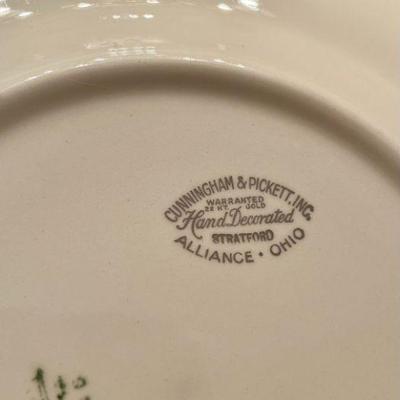 CUNNINGHAM & PICKETT, INC.
WARRANTED
22 KT. GOLD
Hand Decorated
STRATFORD
ALLIANCE • OHIO